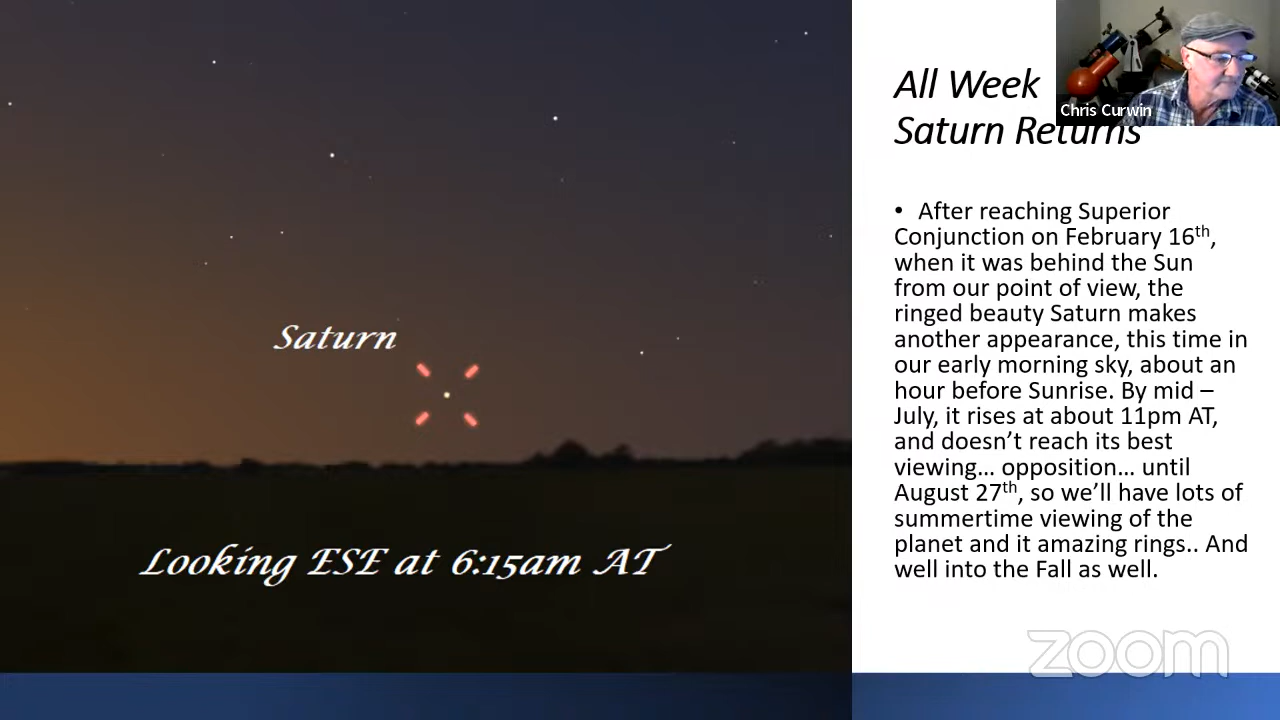 All Week
Saturn Returns
Chris Curwin
Saturn
Looking ESE at 6:15am AT
• After reaching Superior
Conjunction on February 16th,
when it was behind the Sun
from our point of view, the
ringed beauty Saturn makes
another appearance, this time in
our early morning sky, about an
hour before Sunrise. By mid –
July, it rises at about 11pm AT,
and doesn’t reach its best
viewing… opposition… until
August 27th, so we’ll have lots of
summertime viewing of the
planet and it amazing rings.. And
well into the Fall as well.
zoom